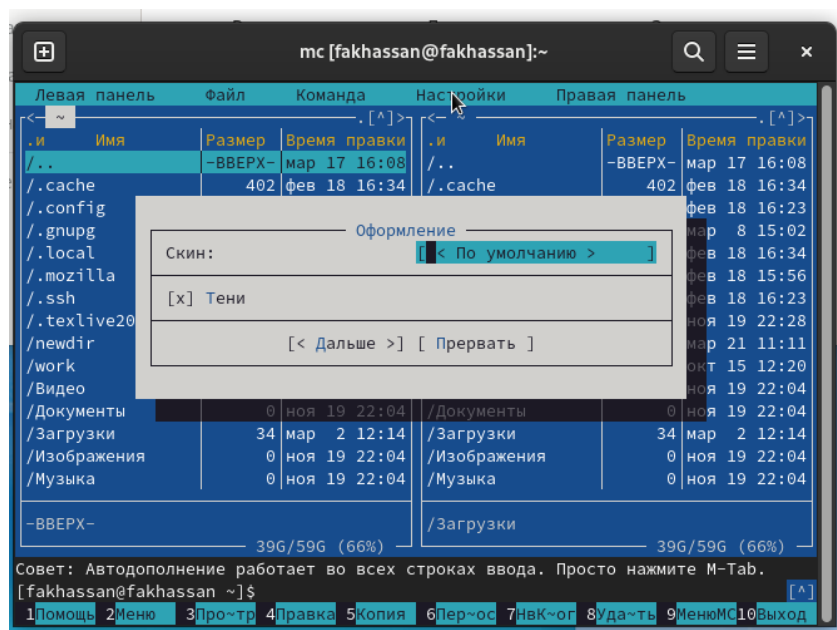 mc [fakhassan@fakhassan]:~
Левая панель Файл Команда Настройки Правая панель
<- ~ .[^]> <- ~ .[^]>
.и Имя Размер Время правки .и Имя Размер Время правки
/.. -ВВЕРХ- мар 17 16:08 /.. -ВВЕРХ- мар 17 16:08
/.cache 402 фев 18 16:34 /.cache 402 фев 18 16:34
/.config фев 18 16:23
/.gnupg Оформление мар 8 15:02
/.local Скин: [ < По умолчанию > ] фев 18 16:34
/.mozilla фев 18 15:56
/.ssh [x] Тени фев 18 16:23
/.texlive20 ноя 19 22:28
/newdir [< Дальше >] [ Прервать ] мар 21 11:11
/work окт 15 12:20
/Видео ноя 19 22:04
/Документы 0 ноя 19 22:04 /Документы 0 ноя 19 22:04
/Загрузки 34 мар 2 12:14 /Загрузки 34 мар 2 12:14
/Изображения 0 ноя 19 22:04 /Изображения 0 ноя 19 22:04
/Музыка 0 ноя 19 22:04 /Музыка 0 ноя 19 22:04
-ВВЕРХ- /Загрузки
39G/59G (66%) 39G/59G (66%)
Совет: Автодополнение работает во всех строках ввода. Просто нажмите M-Tab.
[fakhassan@fakhassan ~]$ [^]
1Помощь 2Меню 3Про~тр 4Правка 5Копия 6Пер~ос 7НвК~ог 8Уда~ть 9МенюMC 10Выход